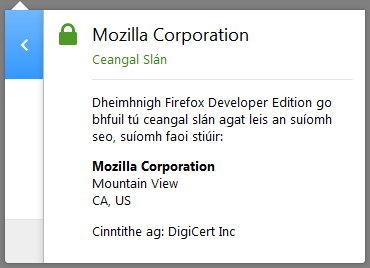 Mozilla Corporation
Ceangal Slán
Dheimhnigh Firefox Developer Edition go
bhfuil tú ceangal slán agat leis an suíomh
seo, suíomh faoi stiúir:
Mozilla Corporation
Mountain View
CA, US
Cinntithe ag: DigiCert Inc